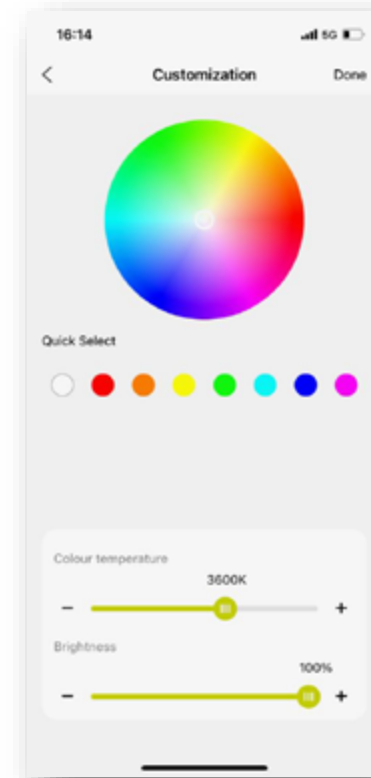 16:14 5G
Customization Done
Quick Select
Colour temperature
3600K
− +
Brightness
100%
− +